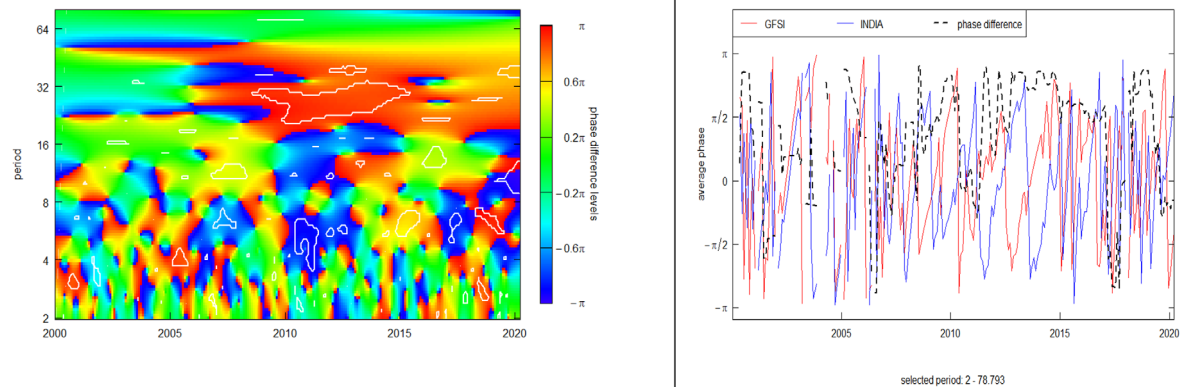 64
32
16
8
4
2
period
2000
2005
2010
2015
2020
π
0.6π
0.2π
−0.2π
−0.6π
−π
phase difference levels
GFSI
INDIA
phase difference
π
π/2
0
−π/2
−π
average phase
2005
2010
2015
2020
selected period: 2 - 78.793